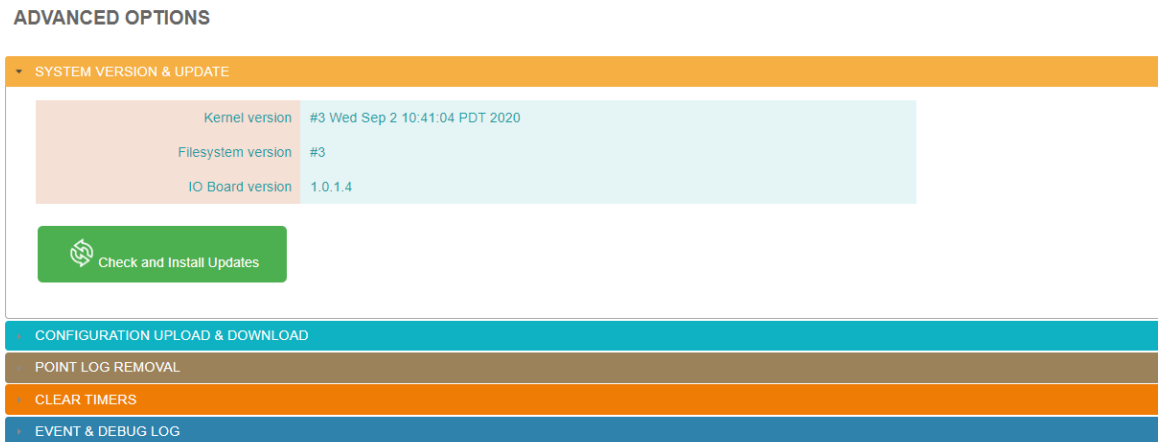 ADVANCED OPTIONS
SYSTEM VERSION & UPDATE
Kernel version #3 Wed Sep 2 10:41:04 PDT 2020
Filesystem version #3
IO Board version 1.0.1.4
Check and Install Updates
CONFIGURATION UPLOAD & DOWNLOAD
POINT LOG REMOVAL
CLEAR TIMERS
EVENT & DEBUG LOG